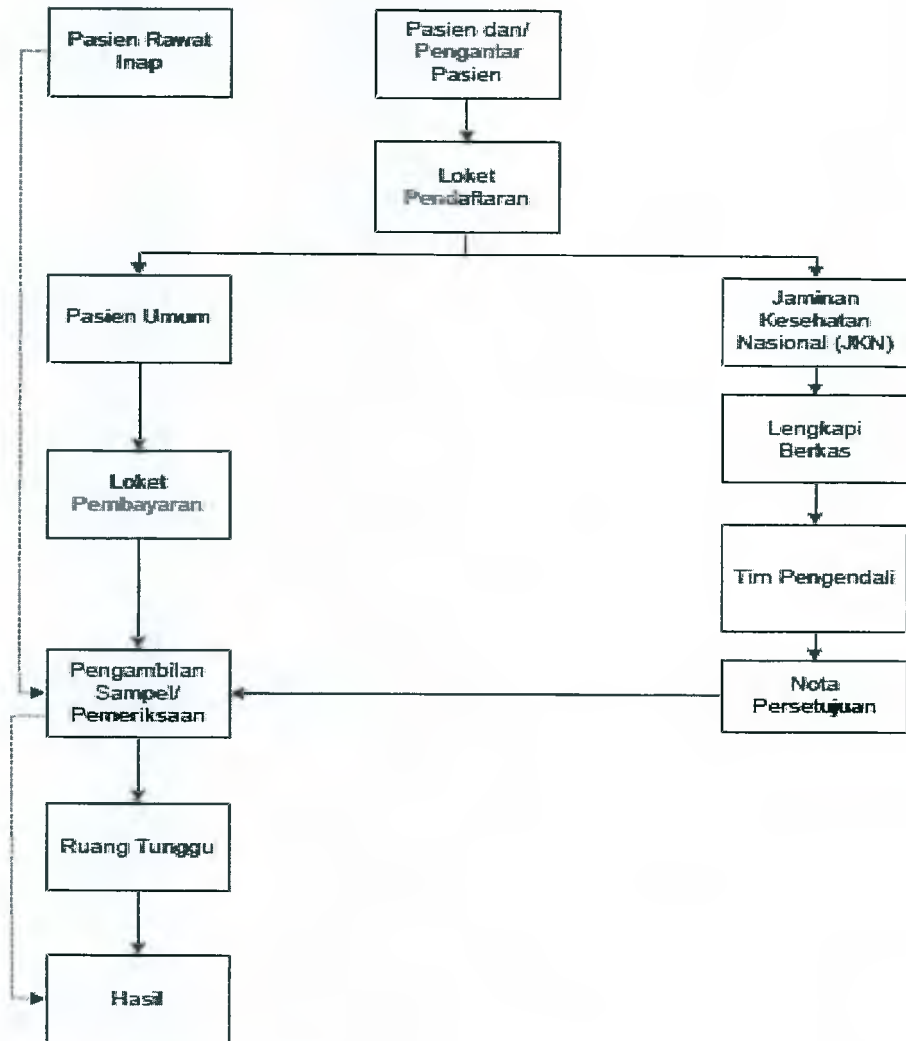 Pasien Rawat
Inap
Pasien dan/
Pengantar
Pasien
Loket
Pendaftaran
Pasien Umum
Jaminan
Kesehatan
Nasional (JKN)
Loket
Pembayaran
Lengkapi
Berkas
Tim Pengendali
Pengambilan
Sampel/
Pemeriksaan
Nota
Persetujuan
Ruang Tunggu
Hasil